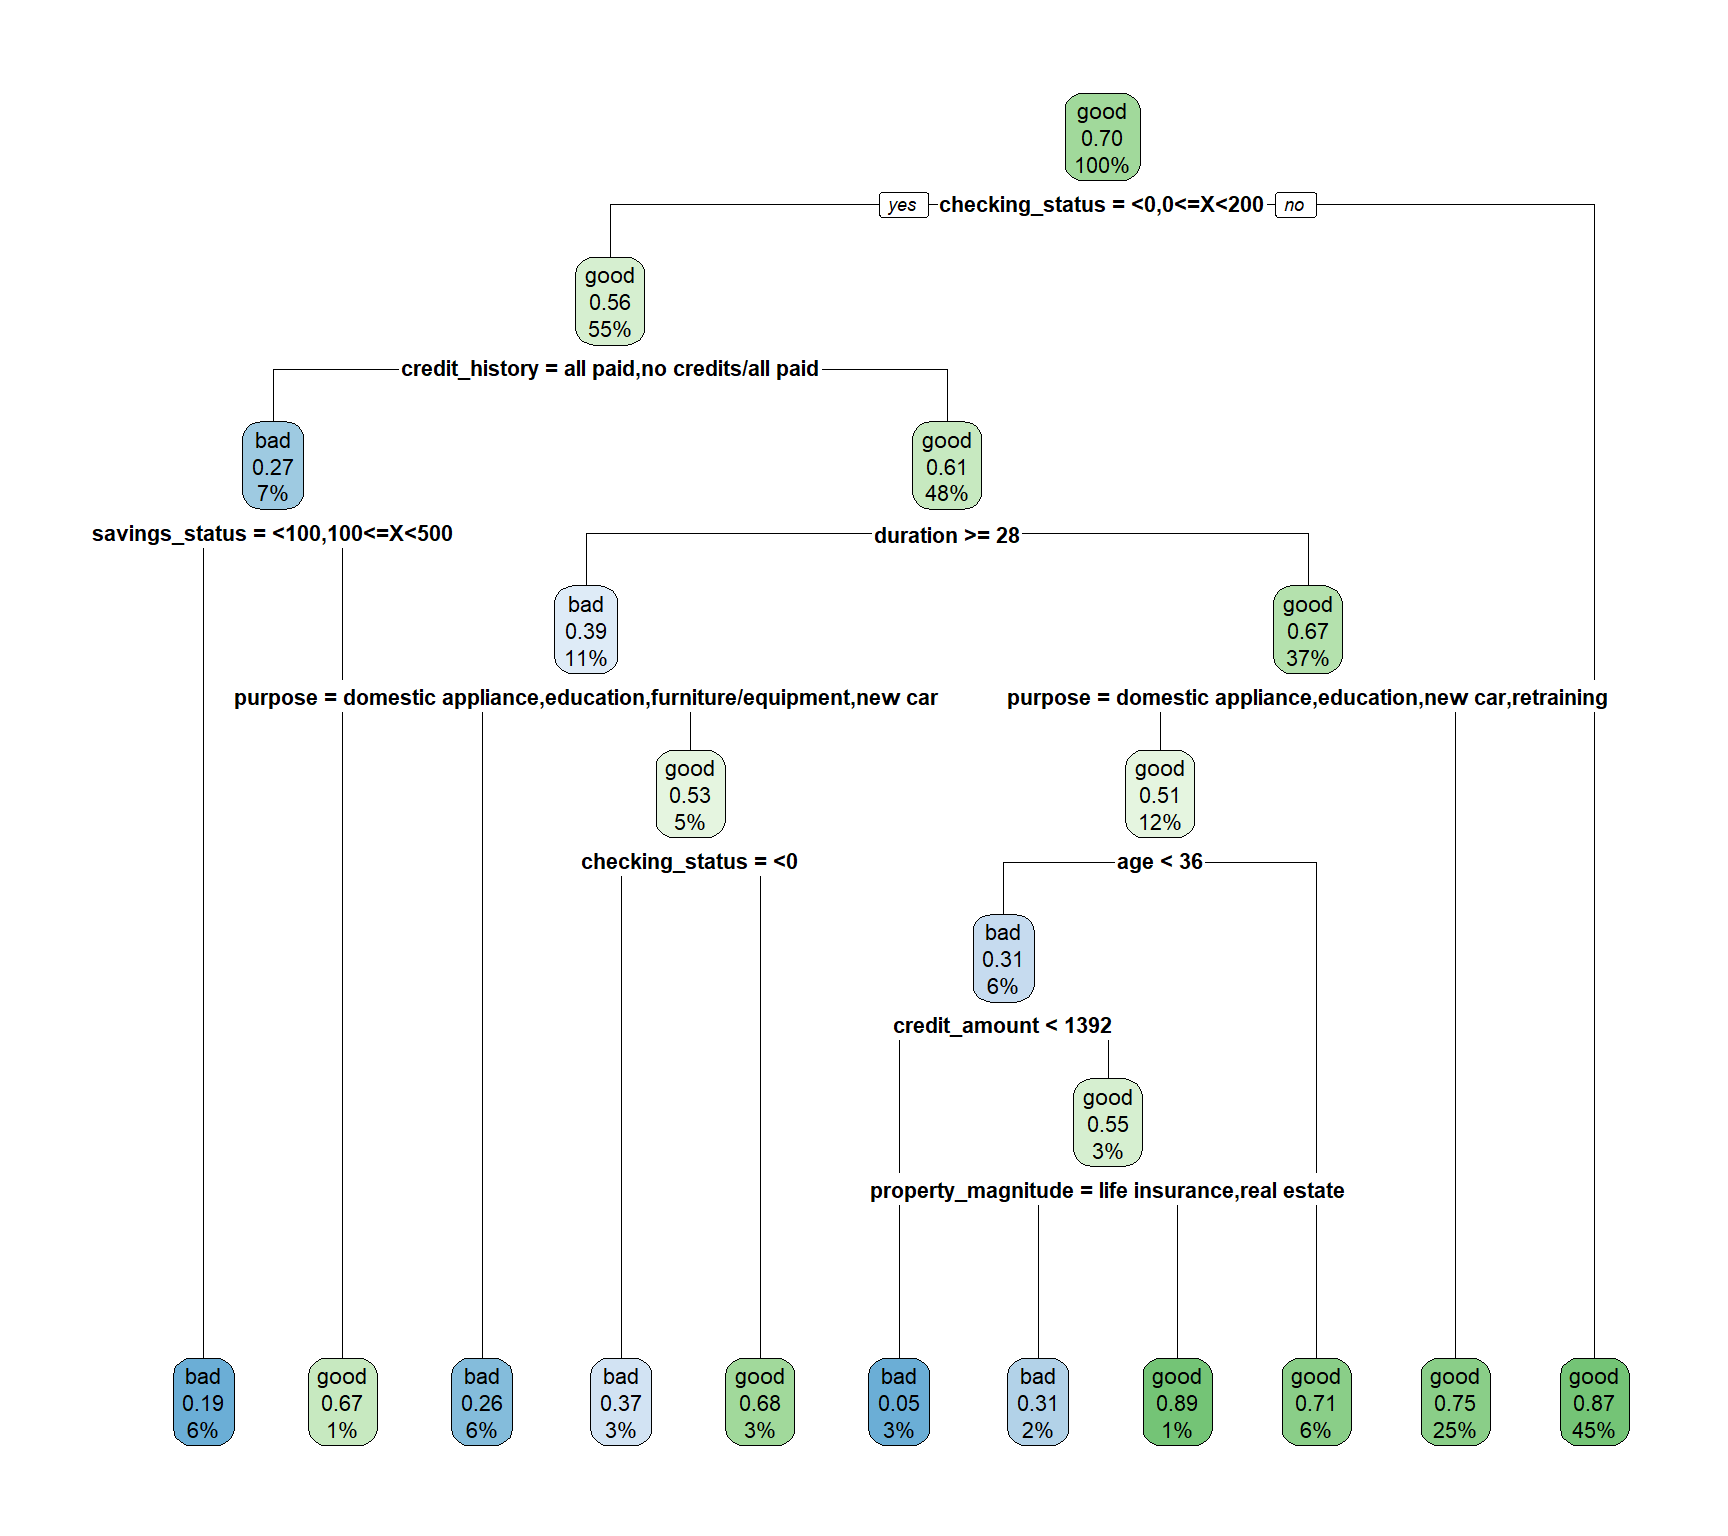 good
0.70
100%
yes checking_status = <0,0<=X<200 no
good
0.56
55%
credit_history = all paid,no credits/all paid
bad
0.27
7%
good
0.61
48%
savings_status = <100,100<=X<500
duration >= 28
bad
0.39
11%
good
0.67
37%
purpose = domestic appliance,education,furniture/equipment,new car
purpose = domestic appliance,education,new car,retraining
good
0.53
5%
good
0.51
12%
checking_status = <0
age < 36
bad
0.31
6%
credit_amount < 1392
good
0.55
3%
property_magnitude = life insurance,real estate
bad
0.19
6%
good
0.67
1%
bad
0.26
6%
bad
0.37
3%
good
0.68
3%
bad
0.05
3%
bad
0.31
2%
good
0.89
1%
good
0.71
6%
good
0.75
25%
good
0.87
45%